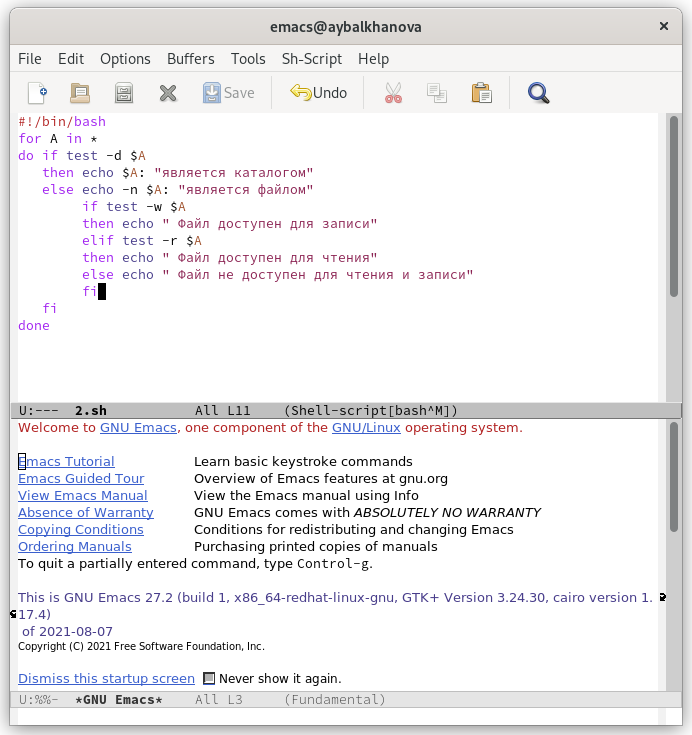 emacs@aybalkhanova ×
File Edit Options Buffers Tools Sh-Script Help
Save Undo
#!/bin/bash
for A in *
do if test -d $A
then echo $A: "является каталогом"
else echo -n $A: "является файлом"
if test -w $A
then echo " Файл доступен для записи"
elif test -r $A
then echo " Файл доступен для чтения"
else echo " Файл не доступен для чтения и записи"
fi
fi
done
U:--- 2.sh All L11 (Shell-script[bash^M])
Welcome to GNU Emacs, one component of the GNU/Linux operating system.
Emacs Tutorial Learn basic keystroke commands
Emacs Guided Tour Overview of Emacs features at gnu.org
View Emacs Manual View the Emacs manual using Info
Absence of Warranty GNU Emacs comes with ABSOLUTELY NO WARRANTY
Copying Conditions Conditions for redistributing and changing Emacs
Ordering Manuals Purchasing printed copies of manuals
To quit a partially entered command, type Control-g.
This is GNU Emacs 27.2 (build 1, x86_64-redhat-linux-gnu, GTK+ Version 3.24.30, cairo version 1.
17.4)
of 2021-08-07
Copyright (C) 2021 Free Software Foundation, Inc.
Dismiss this startup screen Never show it again.
U:%%- *GNU Emacs* All L3 (Fundamental)